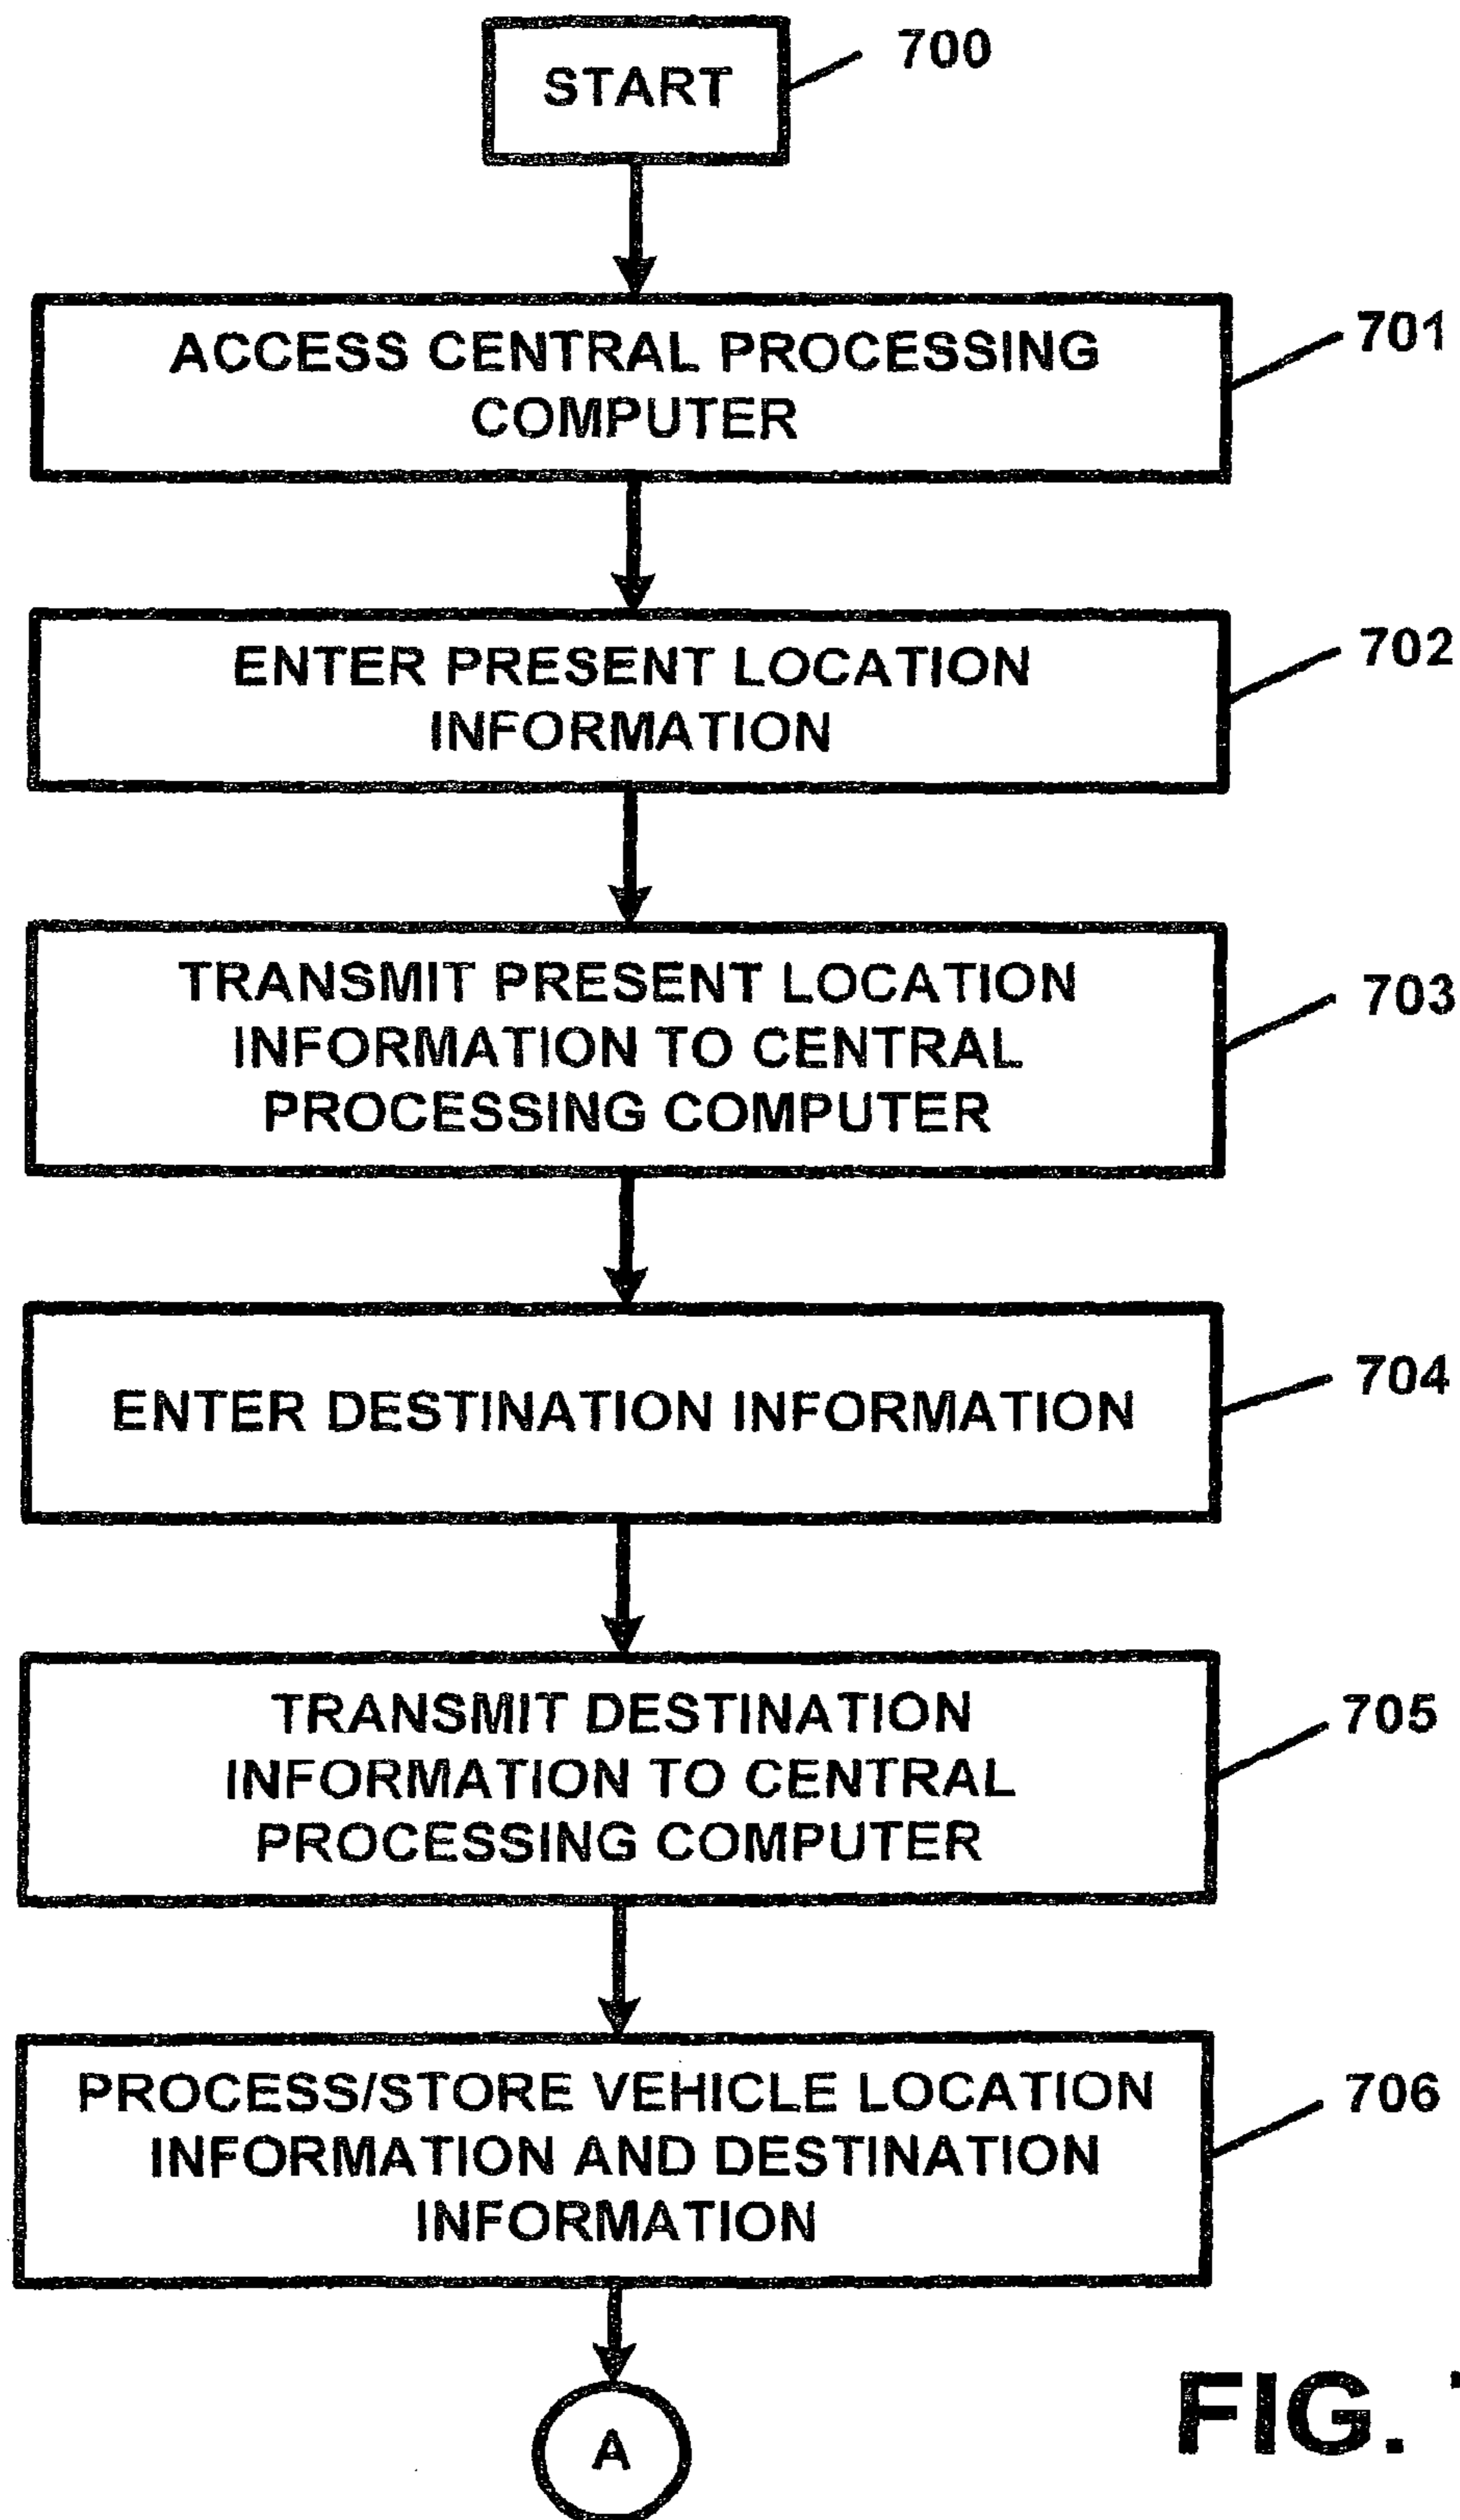 START
700
ACCESS CENTRAL PROCESSING
COMPUTER
701
ENTER PRESENT LOCATION
INFORMATION
702
TRANSMIT PRESENT LOCATION
INFORMATION TO CENTRAL
PROCESSING COMPUTER
703
ENTER DESTINATION INFORMATION
704
TRANSMIT DESTINATION
INFORMATION TO CENTRAL
PROCESSING COMPUTER
705
PROCESS/STORE VEHICLE LOCATION
INFORMATION AND DESTINATION
INFORMATION
706
A
FIG.